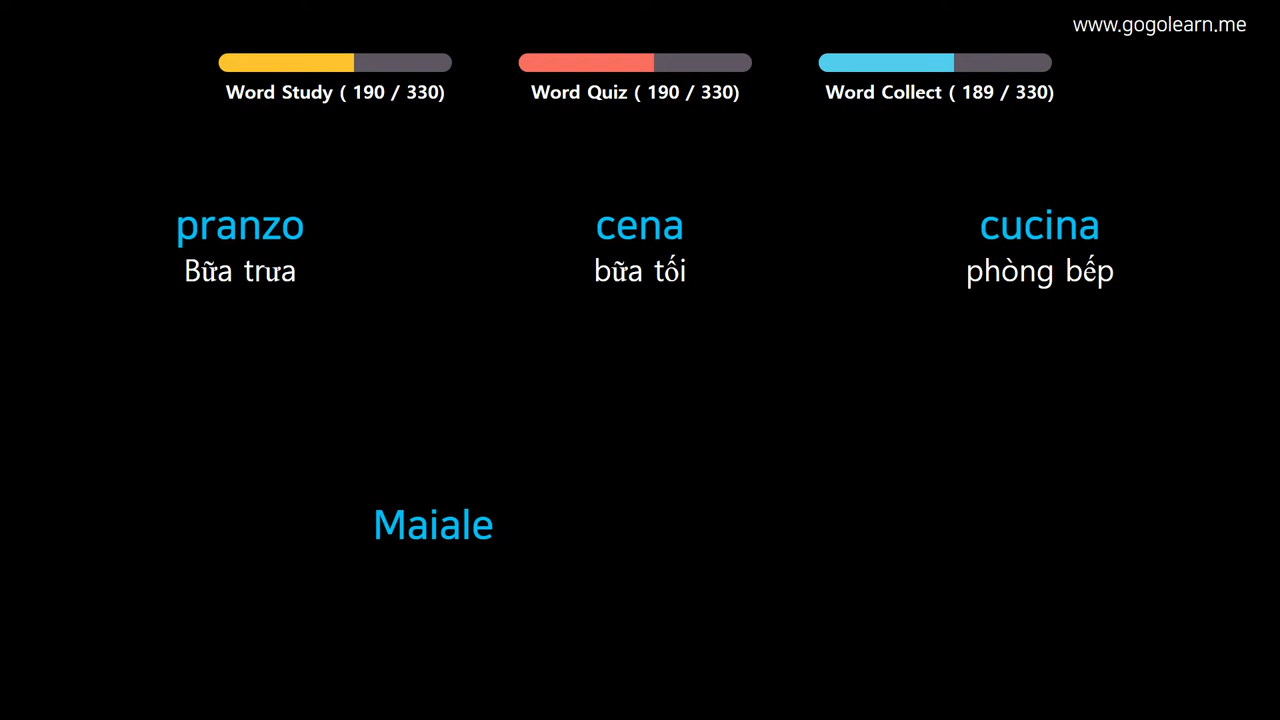 www.gogolearn.me
Word Study ( 190 / 330)
Word Quiz ( 190 / 330)
Word Collect ( 189 / 330)
pranzo
Bữa trưa
cena
bữa tối
cucina
phòng bếp
Maiale